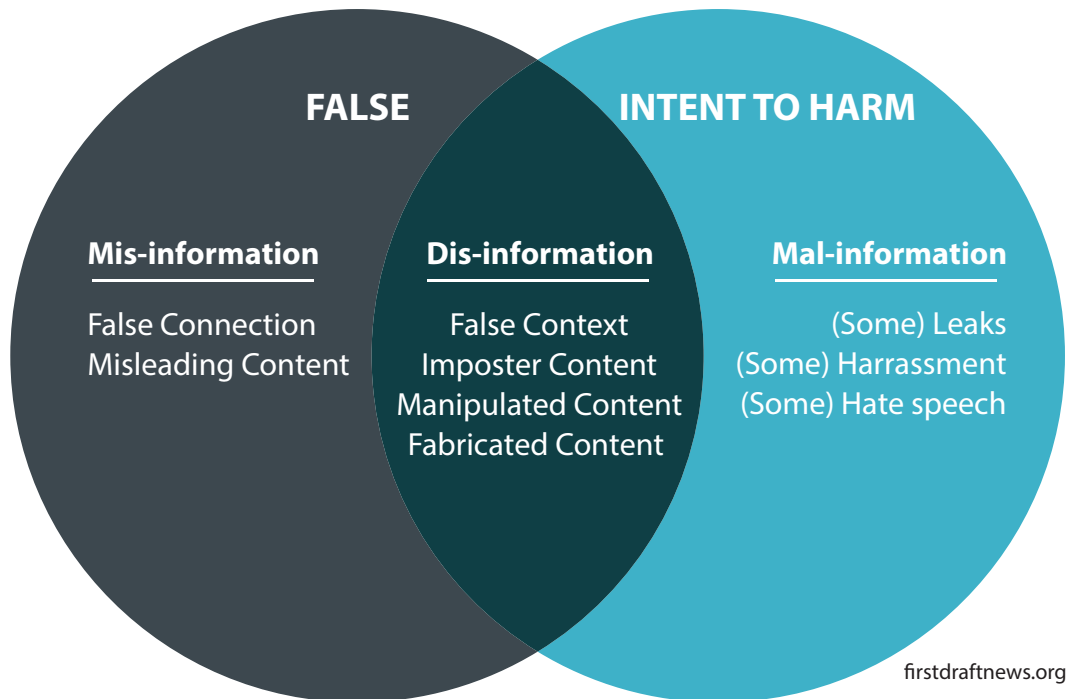 FALSE
INTENT TO HARM
Mis-information
False Connection
Misleading Content
Dis-information
False Context
Imposter Content
Manipulated Content
Fabricated Content
Mal-information
(Some) Leaks
(Some) Harrassment
(Some) Hate speech
firstdraftnews.org